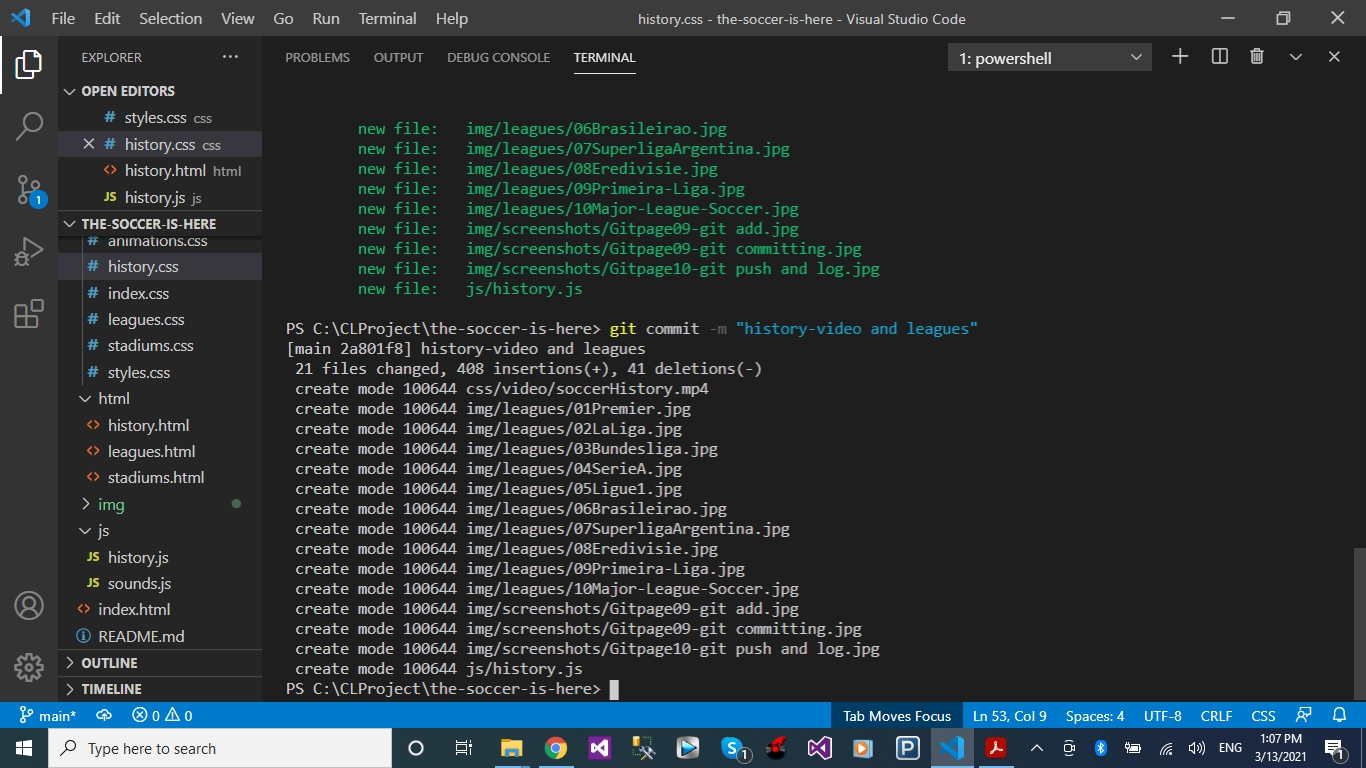 File Edit Selection View Go Run Terminal Help
history.css - the-soccer-is-here - Visual Studio Code
EXPLORER
OPEN EDITORS
styles.css css
history.css css
history.html html
JS history.js js
THE-SOCCER-IS-HERE
animations.css
# history.css
# index.css
# leagues.css
# stadiums.css
# styles.css
html
history.html
leagues.html
stadiums.html
img
js
JS history.js
JS sounds.js
index.html
README.md
OUTLINE
TIMELINE
1
PROBLEMS OUTPUT DEBUG CONSOLE TERMINAL
1: powershell
new file: img/leagues/06Brasileirao.jpg
new file: img/leagues/07SuperligaArgentina.jpg
new file: img/leagues/08Eredivisie.jpg
new file: img/leagues/09Primeira-Liga.jpg
new file: img/leagues/10Major-League-Soccer.jpg
new file: img/screenshots/Gitpage09-git add.jpg
new file: img/screenshots/Gitpage09-git committing.jpg
new file: img/screenshots/Gitpage10-git push and log.jpg
new file: js/history.js
PS C:\CLProject\the-soccer-is-here> git commit -m "history-video and leagues"
[main 2a801f8] history-video and leagues
21 files changed, 408 insertions(+), 41 deletions(-)
create mode 100644 css/video/soccerHistory.mp4
create mode 100644 img/leagues/01Premier.jpg
create mode 100644 img/leagues/02LaLiga.jpg
create mode 100644 img/leagues/03Bundesliga.jpg
create mode 100644 img/leagues/04SerieA.jpg
create mode 100644 img/leagues/05Ligue1.jpg
create mode 100644 img/leagues/06Brasileirao.jpg
create mode 100644 img/leagues/07SuperligaArgentina.jpg
create mode 100644 img/leagues/08Eredivisie.jpg
create mode 100644 img/leagues/09Primeira-Liga.jpg
create mode 100644 img/leagues/10Major-League-Soccer.jpg
create mode 100644 img/screenshots/Gitpage09-git add.jpg
create mode 100644 img/screenshots/Gitpage09-git committing.jpg
create mode 100644 img/screenshots/Gitpage10-git push and log.jpg
create mode 100644 js/history.js
PS C:\CLProject\the-soccer-is-here>
main* 0 0
Tab Moves Focus Ln 53, Col 9 Spaces: 4 UTF-8 CRLF CSS
Type here to search
1
ENG
1:07 PM
3/13/2021
1